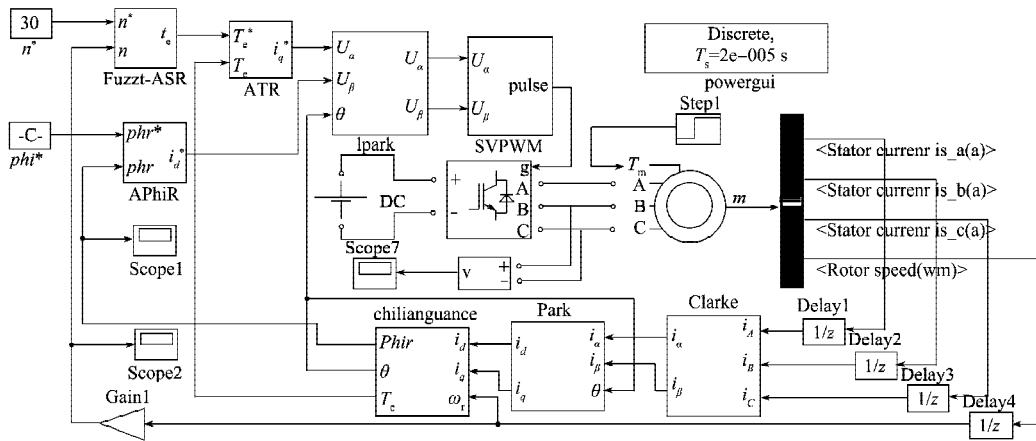 30
n*
n*
n
t_e
Fuzzt-ASR
T_e*
T_e
i_q*
ATR
U_α
U_β
θ
U_α
U_β
lpark
U_α
U_μ
pulse
SVPWM
Discrete,
T_s=2e−005 s
powergui
Step1
-C-
phi*
phr*
phr
i_d*
APhiR
DC
+
−
g
A
B
C
T_m
A
B
C
m
<Stator currenr is_a(a)>
<Stator currenr is_b(a)>
<Stator currenr is_c(a)>
<Rotor speed(wm)>
Scope1
Scope7
v
+
−
Scope2
chilianguance
Phir
θ
T_e
i_d
i_q
ω_r
Park
i_d
i_q
i_α
i_β
θ
Clarke
i_α
i_β
i_A
i_B
i_C
Delay1
1/z
Delay2
1/z
Delay3
1/z
Delay4
1/z
Gain1